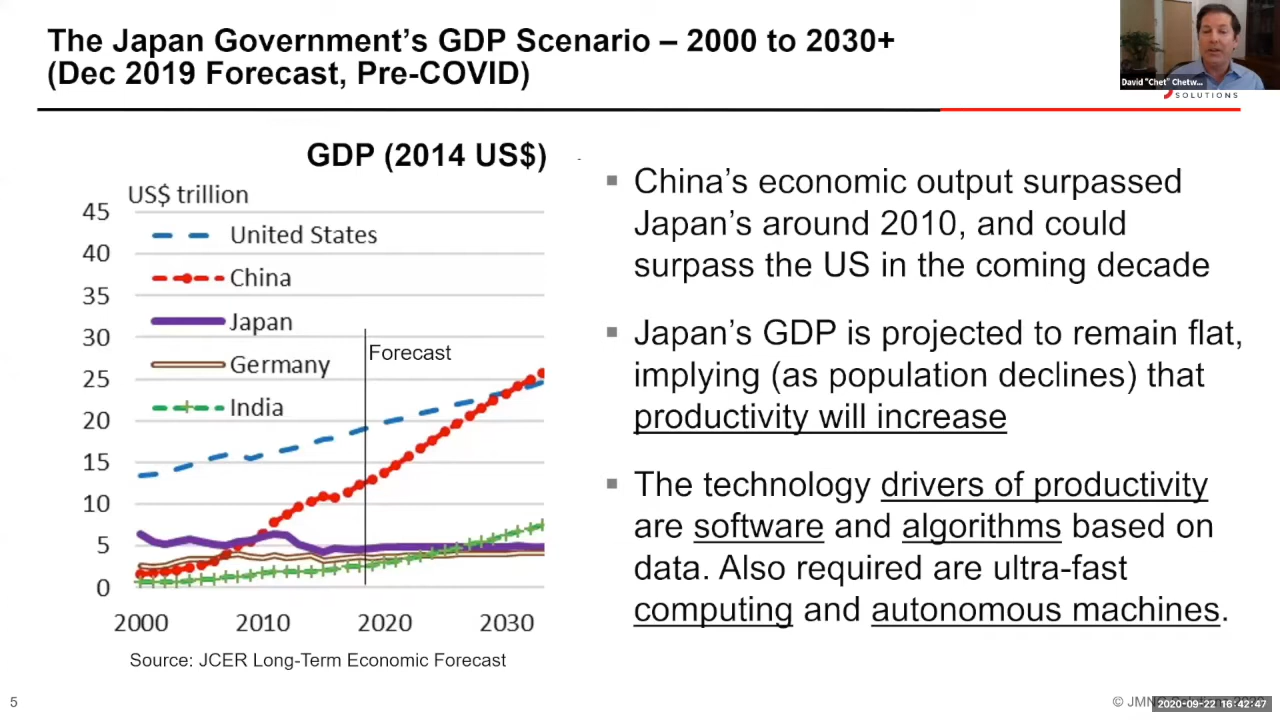 The Japan Government's GDP Scenario – 2000 to 2030+
(Dec 2019 Forecast, Pre-COVID)
David "Chet" Chetw...
SOLUTIONS
GDP (2014 US$)
US$ trillion
45
40
35
30
25
20
15
10
5
0
United States
China
Japan
Germany
India
Forecast
2000 2010 2020 2030
Source: JCER Long-Term Economic Forecast
▪ China's economic output surpassed
Japan's around 2010, and could
surpass the US in the coming decade
▪ Japan's GDP is projected to remain flat,
implying (as population declines) that
productivity will increase
▪ The technology drivers of productivity
are software and algorithms based on
data. Also required are ultra-fast
computing and autonomous machines.
5
©
2020-09-22 16:42:47